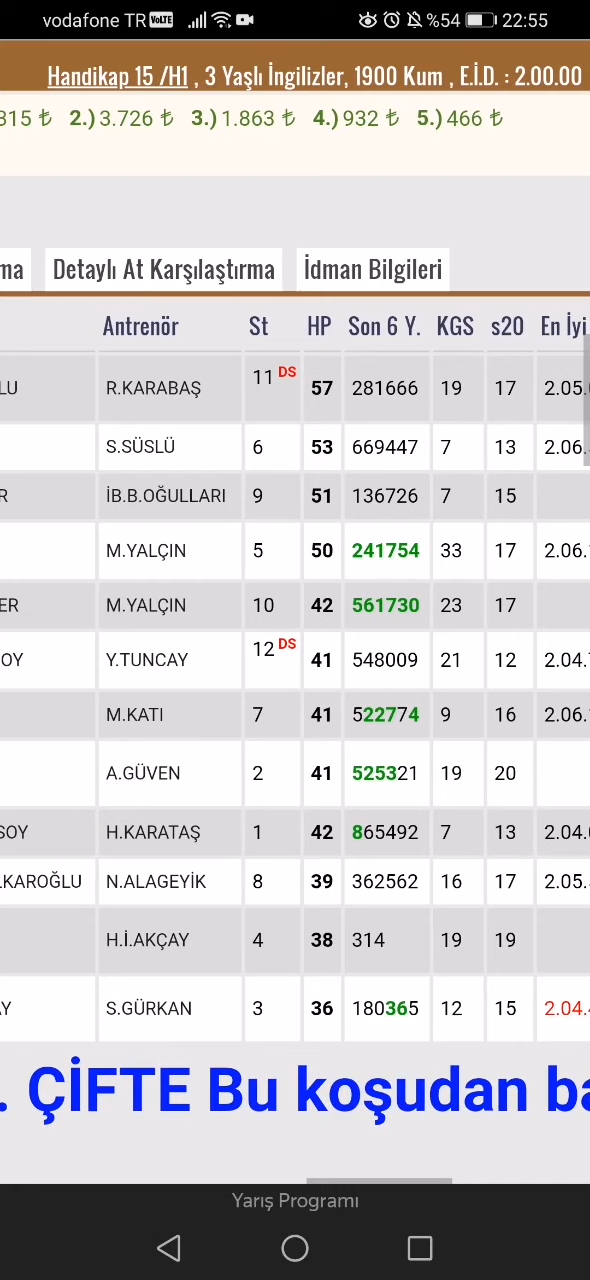 vodafone TR VoLTE %54 22:55
Handikap 15 /H1 , 3 Yaşlı İngilizler, 1900 Kum , E.İ.D. : 2.00.00
315 ₺ 2.) 3.726 ₺ 3.) 1.863 ₺ 4.) 932 ₺ 5.) 466 ₺
ma Detaylı At Karşılaştırma İdman Bilgileri
Antrenör St HP Son 6 Y. KGS s20 En İyi
LU R.KARABAŞ 11 DS 57 281666 19 17 2.05.
S.SÜSLÜ 6 53 669447 7 13 2.06.
R İB.B.OĞULLARI 9 51 136726 7 15
M.YALÇIN 5 50 241754 33 17 2.06.
ER M.YALÇIN 10 42 561730 23 17
OY Y.TUNCAY 12 DS 41 548009 21 12 2.04.
M.KATI 7 41 522774 9 16 2.06.
A.GÜVEN 2 41 525321 19 20
SOY H.KARATAŞ 1 42 865492 7 13 2.04.
KAROĞLU N.ALAGEYİK 8 39 362562 16 17 2.05.
H.İ.AKÇAY 4 38 314 19 19
AY S.GÜRKAN 3 36 180365 12 15 2.04.
. ÇİFTE Bu koşudan ba
Yarış Programı